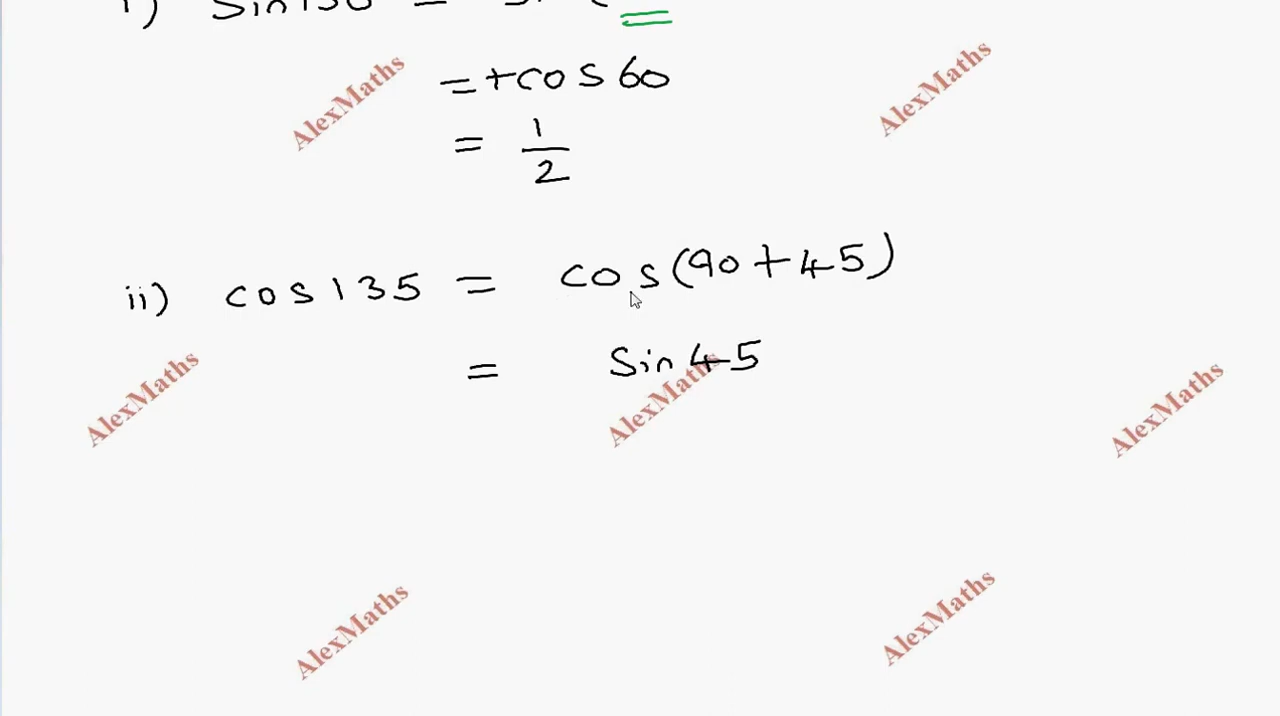 i) Sin150 =
= +cos 60
= 1/2
ii) cos 135 = cos(90+45)
= Sin 45
AlexMaths
AlexMaths
AlexMaths
AlexMaths
AlexMaths
AlexMaths
AlexMaths